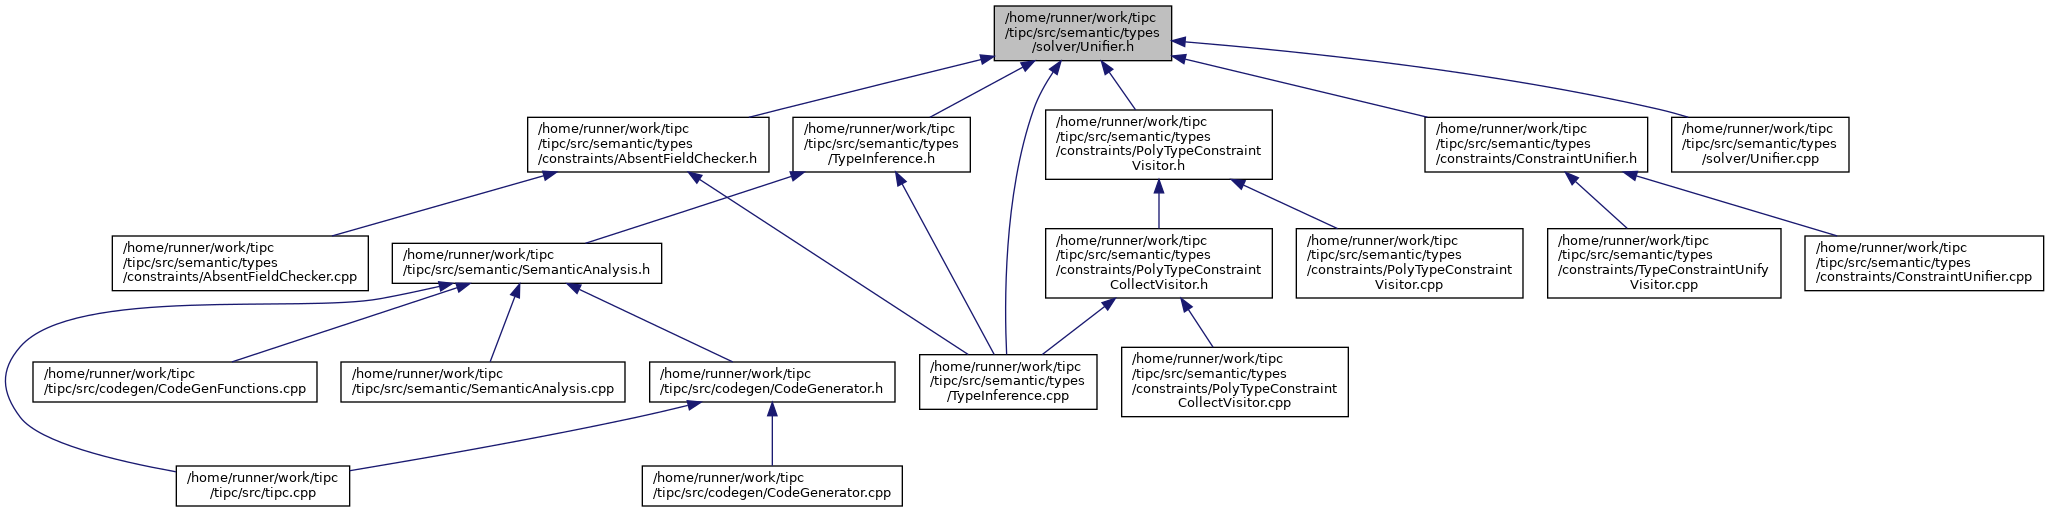 /home/runner/work/tipc
/tipc/src/semantic/types
/solver/Unifier.h
/home/runner/work/tipc
/tipc/src/semantic/types
/constraints/AbsentFieldChecker.h
/home/runner/work/tipc
/tipc/src/semantic/types
/TypeInference.h
/home/runner/work/tipc
/tipc/src/semantic/types
/constraints/PolyTypeConstraint
Visitor.h
/home/runner/work/tipc
/tipc/src/semantic/types
/constraints/ConstraintUnifier.h
/home/runner/work/tipc
/tipc/src/semantic/types
/solver/Unifier.cpp
/home/runner/work/tipc
/tipc/src/semantic/types
/constraints/AbsentFieldChecker.cpp
/home/runner/work/tipc
/tipc/src/semantic/SemanticAnalysis.h
/home/runner/work/tipc
/tipc/src/semantic/types
/constraints/PolyTypeConstraint
CollectVisitor.h
/home/runner/work/tipc
/tipc/src/semantic/types
/constraints/PolyTypeConstraint
Visitor.cpp
/home/runner/work/tipc
/tipc/src/semantic/types
/constraints/TypeConstraintUnify
Visitor.cpp
/home/runner/work/tipc
/tipc/src/semantic/types
/constraints/ConstraintUnifier.cpp
/home/runner/work/tipc
/tipc/src/codegen/CodeGenFunctions.cpp
/home/runner/work/tipc
/tipc/src/semantic/SemanticAnalysis.cpp
/home/runner/work/tipc
/tipc/src/codegen/CodeGenerator.h
/home/runner/work/tipc
/tipc/src/semantic/types
/TypeInference.cpp
/home/runner/work/tipc
/tipc/src/semantic/types
/constraints/PolyTypeConstraint
CollectVisitor.cpp
/home/runner/work/tipc
/tipc/src/tipc.cpp
/home/runner/work/tipc
/tipc/src/codegen/CodeGenerator.cpp